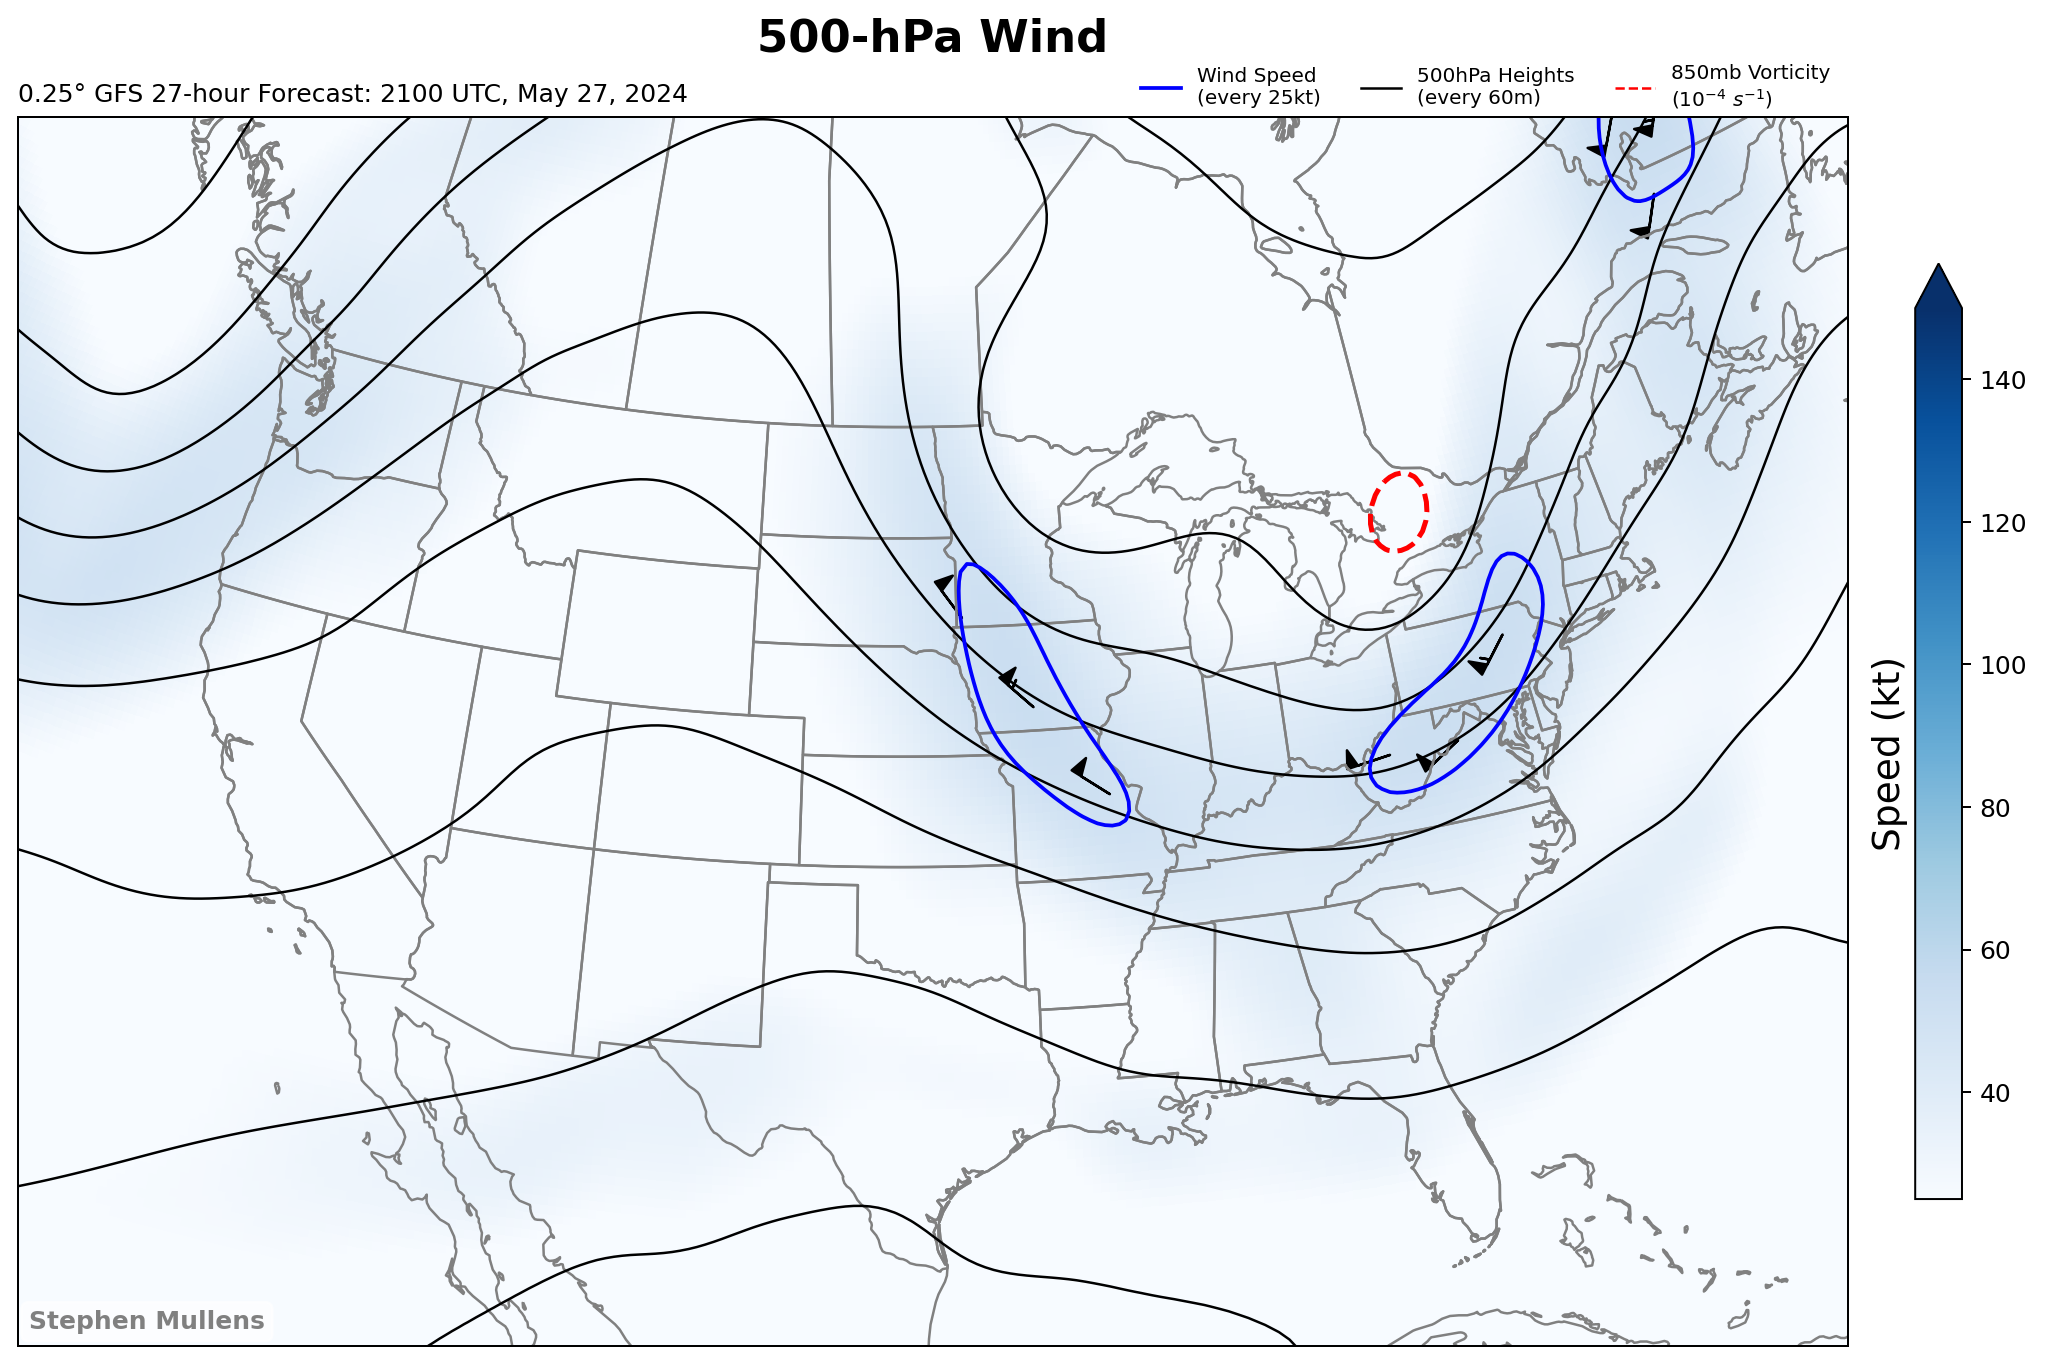 500-hPa Wind
0.25° GFS 27-hour Forecast: 2100 UTC, May 27, 2024
Wind Speed
(every 25kt)
500hPa Heights
(every 60m)
850mb Vorticity
(10⁻⁴ s⁻¹)
140
120
100
80
60
40
Speed (kt)
Stephen Mullens